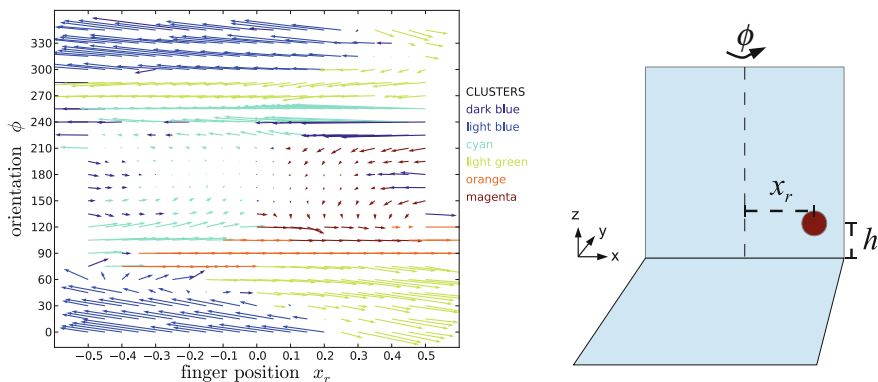 330
300
270
240
210
180
150
120
90
60
30
0
orientation ϕ
−0.5 −0.4 −0.3 −0.2 −0.1 0.0 0.1 0.2 0.3 0.4 0.5
finger position x_r
CLUSTERS
dark blue
light blue
cyan
light green
orange
magenta
ϕ
x_r
h
z
y
x